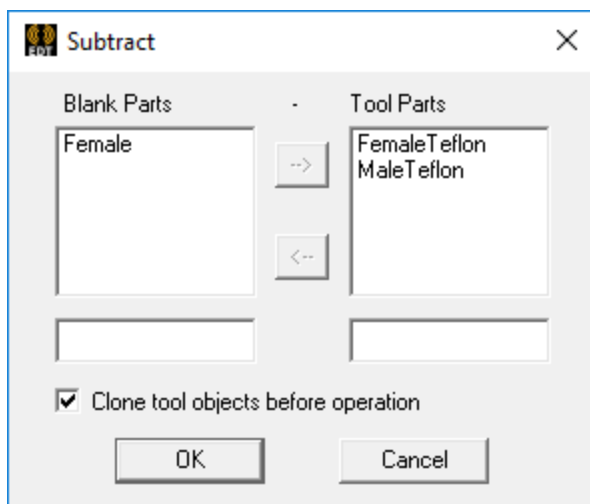 EDT Subtract
Blank Parts - Tool Parts
Female
FemaleTeflon
MaleTeflon
-->
<--
Clone tool objects before operation
OK Cancel